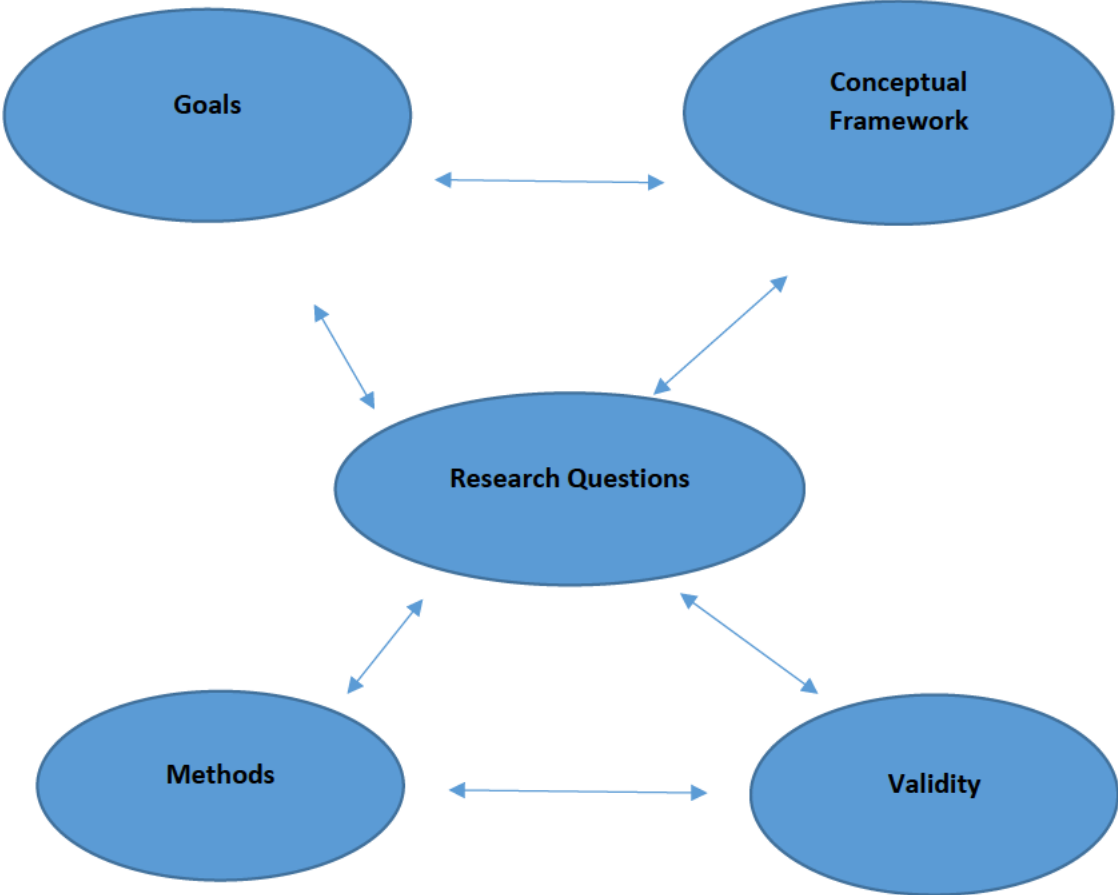 Goals
Conceptual
Framework
Research Questions
Methods
Validity